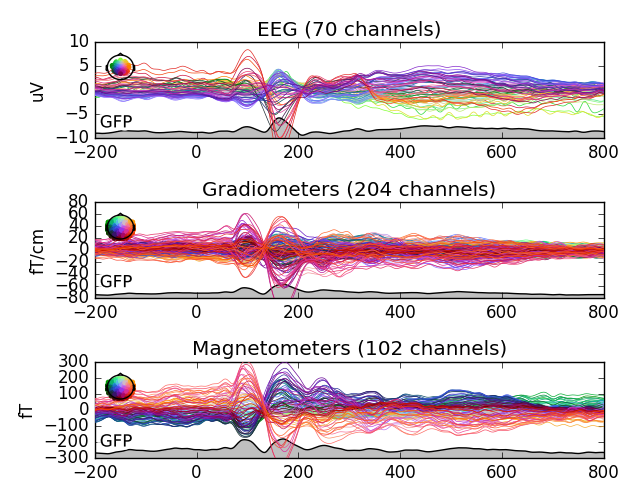 EEG (70 channels)
10
5
0
−5
−10
uV
GFP
−200 0 200 400 600 800
Gradiometers (204 channels)
80
60
40
20
0
−20
−40
−60
−80
fT/cm
GFP
−200 0 200 400 600 800
Magnetometers (102 channels)
300
200
100
0
−100
−200
−300
fT
GFP
−200 0 200 400 600 800